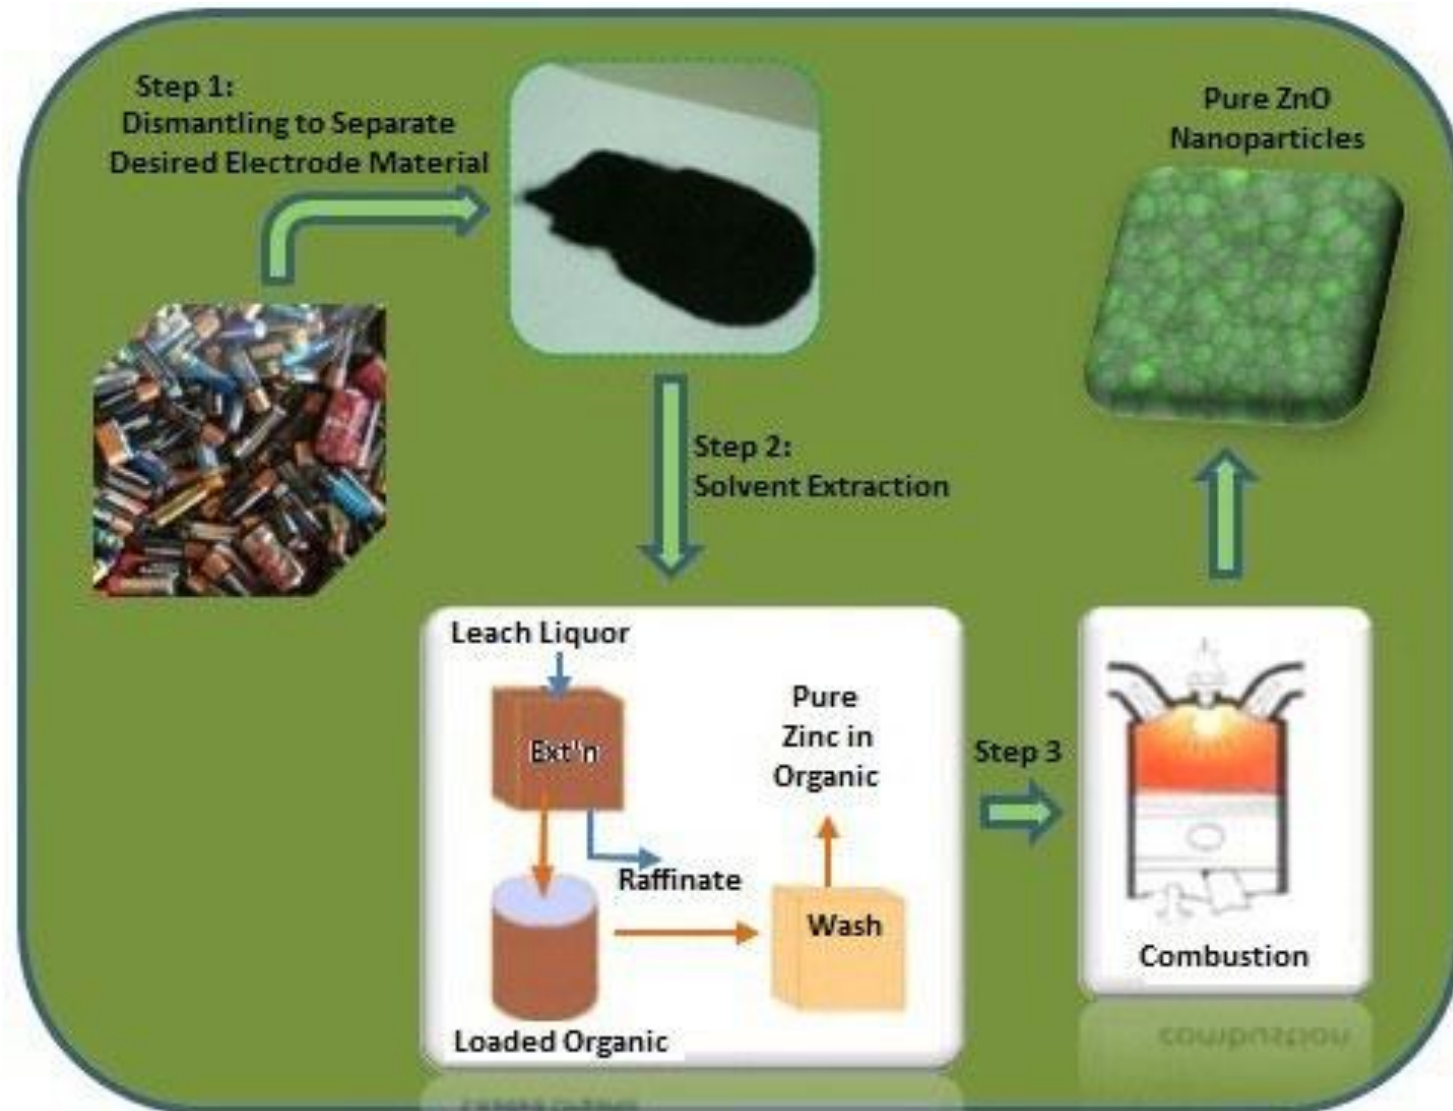 Step 1:
Dismantling to Separate
Desired Electrode Material
Pure ZnO
Nanoparticles
Step 2:
Solvent Extraction
Leach Liquor
Ext"n
Raffinate
Loaded Organic
Wash
Pure
Zinc in
Organic
Step 3
Combustion